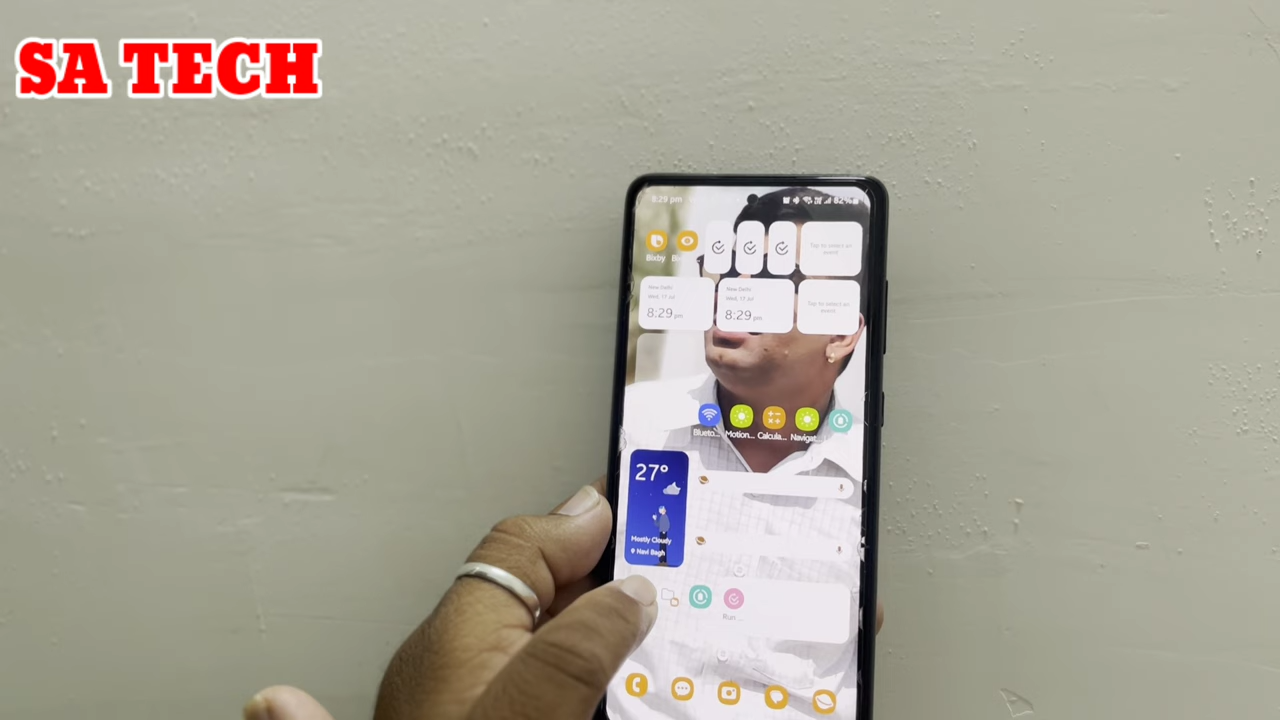 SA TECH
8:29 pm
82%
Bixby
Tap to select an
event
New Delhi
Wed, 17 Jul
8:29 pm
New Delhi
Wed, 17 Jul
8:29 pm
Tap to select an
event
Blueto...
Motion...
Calcula...
Navigat...
27°
Mostly Cloudy
Navi Bagh
Run ...